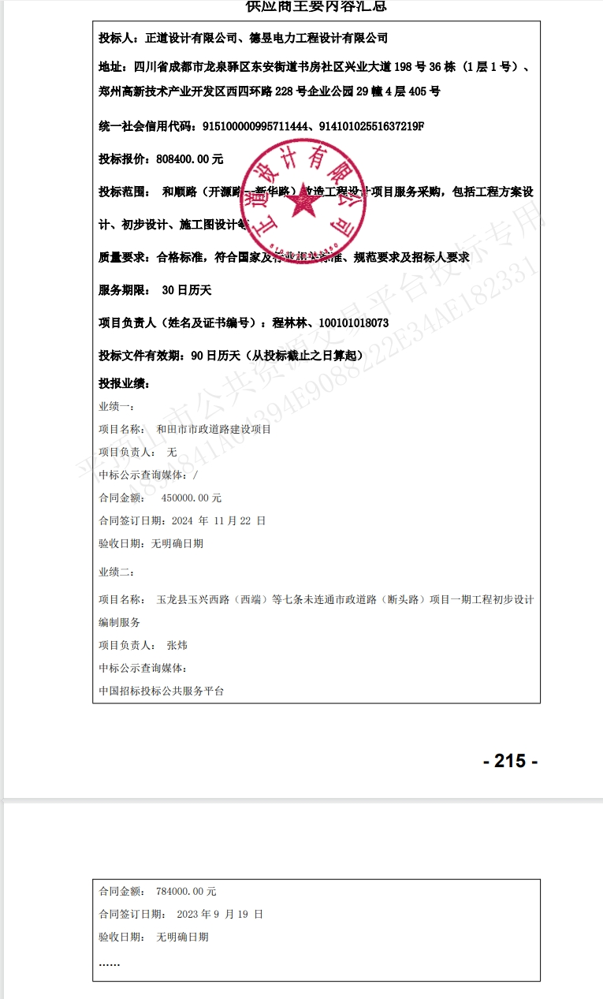 供应商主要内容汇总
投标人：正道设计有限公司、德昱电力工程设计有限公司
地址：四川省成都市龙泉驿区东安街道书房社区兴业大道 198 号 36 栋（1 层 1 号）、
郑州高新技术产业开发区西四环路 228 号企业公园 29 幢 4 层 405 号
统一社会信用代码：915100000995711444、91410102551637219F
投标报价：808400.00 元
投标范围： 和顺路（开源路--新华路）改造工程设计项目服务采购，包括工程方案设
计、初步设计、施工图设计等
质量要求：合格标准，符合国家及行业相关标准、规范要求及招标人要求
服务期限： 30 日历天
项目负责人（姓名及证书编号）：程林林、100101018073
投标文件有效期：90 日历天（从投标截止之日算起）
投报业绩：
业绩一：
项目名称： 和田市市政道路建设项目
项目负责人： 无
中标公示查询媒体：/
合同金额： 450000.00 元
合同签订日期：2024 年 11 月 22 日
验收日期：无明确日期
业绩二：
项目名称： 玉龙县玉兴西路（西端）等七条未连通市政道路（断头路）项目一期工程初步设计
编制服务
项目负责人： 张炜
中标公示查询媒体：
中国招标投标公共服务平台
正道设计有限公司
平顶山市公共资源交易平台投标专用
- 215 -
合同金额： 784000.00 元
合同签订日期： 2023 年 9 月 19 日
验收日期： 无明确日期
……